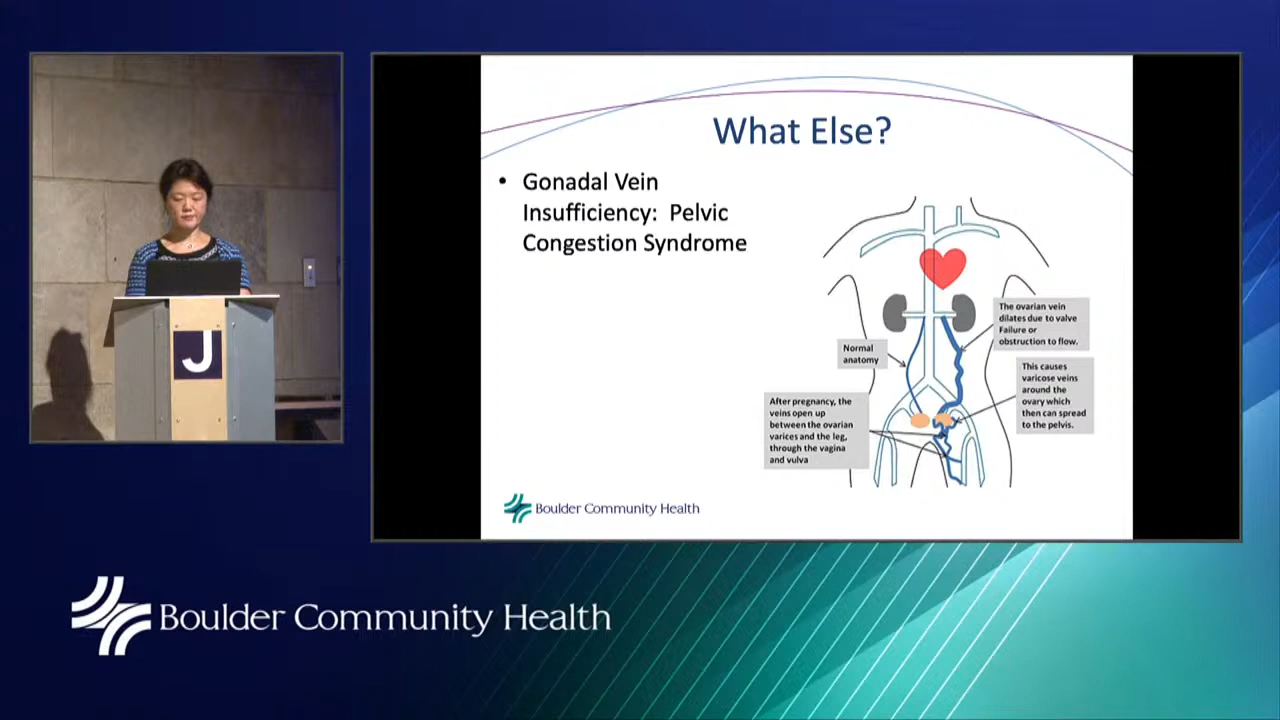 J
What Else?
• Gonadal Vein
Insufficiency: Pelvic
Congestion Syndrome
The ovarian vein
dilates due to valve
Failure or
obstruction to flow.
Normal
anatomy
This causes
varicose veins
around the
ovary which
then can spread
to the pelvis.
After pregnancy, the
veins open up
between the ovarian
varices and the leg,
through the vagina
and vulva
Boulder Community Health
Boulder Community Health